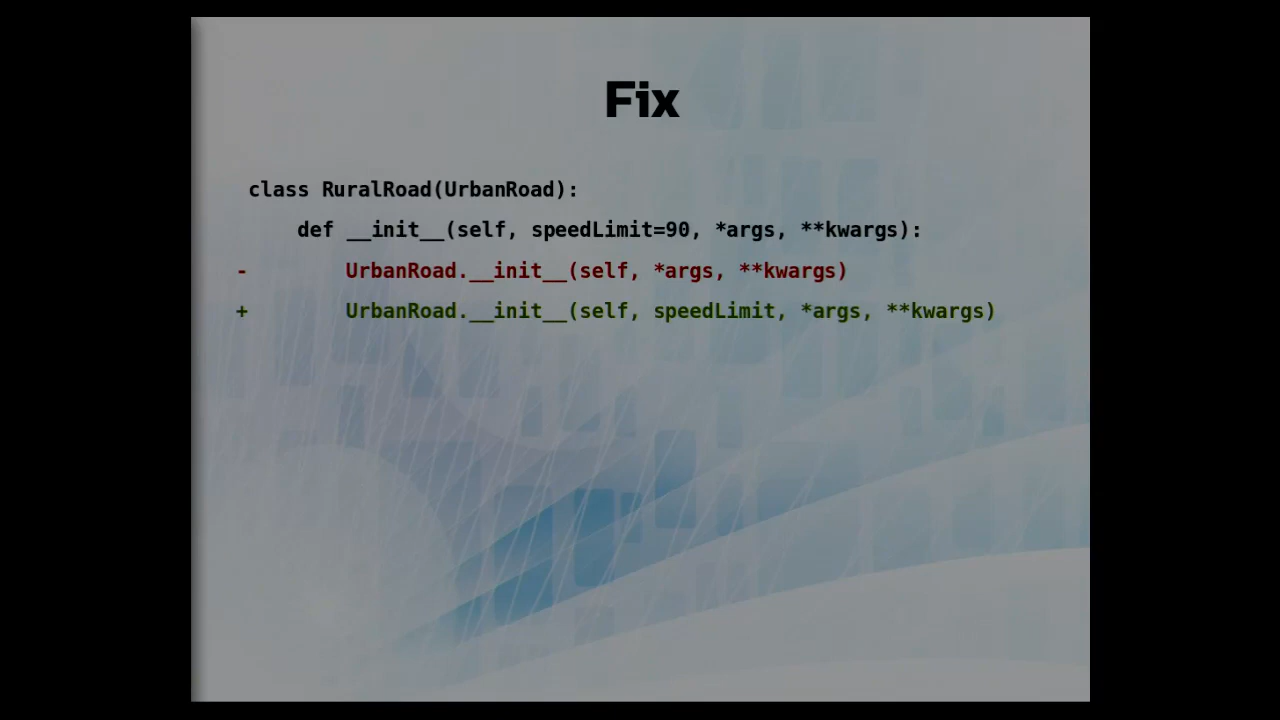 Fix
class RuralRoad(UrbanRoad):
    def __init__(self, speedLimit=90, *args, **kwargs):
-        UrbanRoad.__init__(self, *args, **kwargs)
+        UrbanRoad.__init__(self, speedLimit, *args, **kwargs)